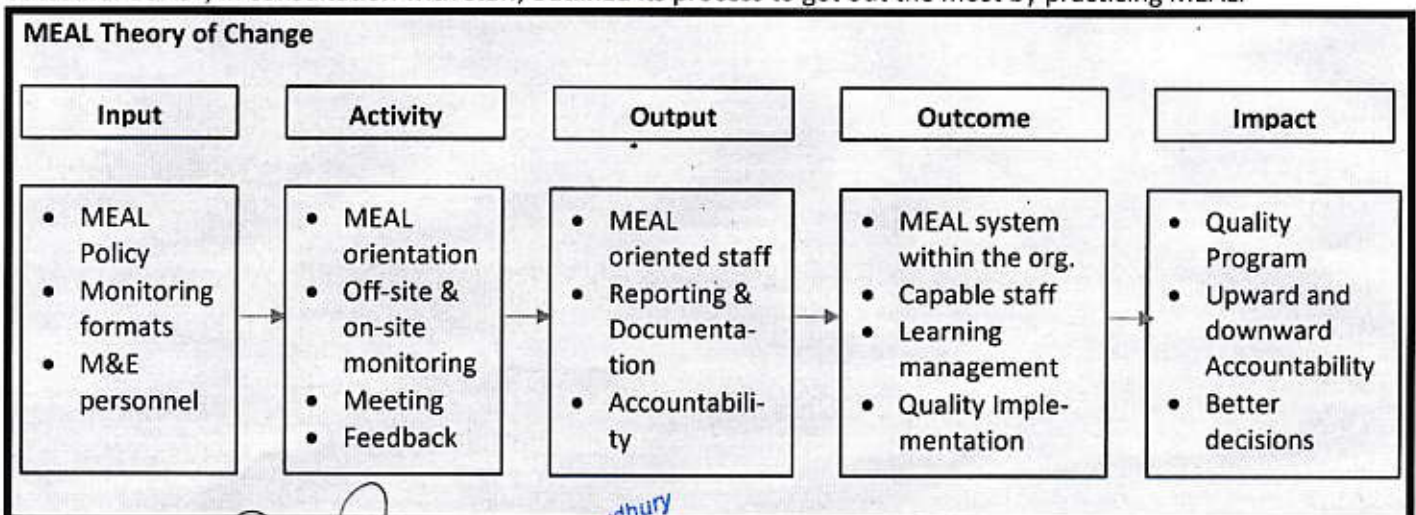 MEAL Theory of Change
Input
Activity
Output
Outcome
Impact
• MEAL
Policy
• Monitoring
formats
• M&E
personnel
• MEAL
orientation
• Off-site &
on-site
monitoring
• Meeting
• Feedback
• MEAL
oriented staff
• Reporting &
Documenta-
tion
• Accountabili-
ty
• MEAL system
within the org.
• Capable staff
• Learning
management
• Quality Imple-
mentation
• Quality
Program
• Upward and
downward
Accountability
• Better
decisions